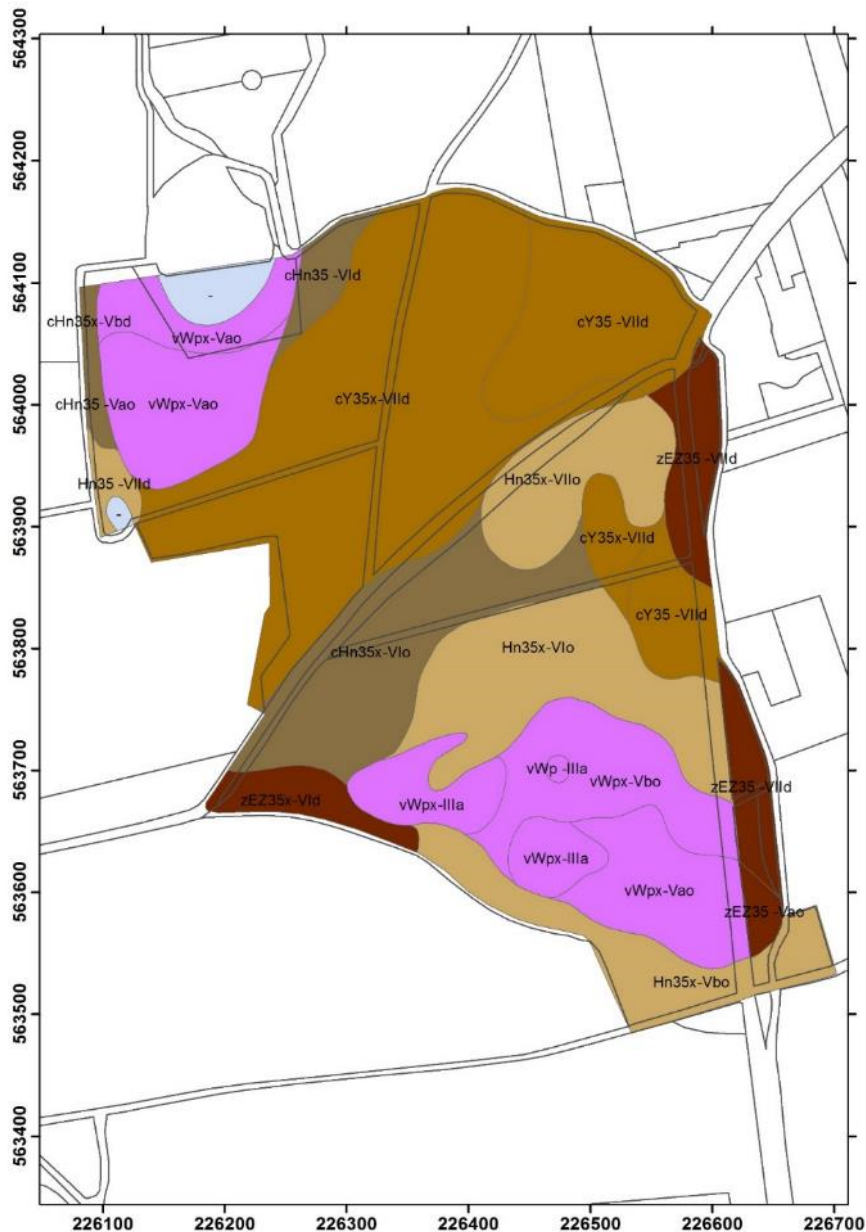 564300
564200
564100
564000
563900
563800
563700
563600
563500
563400
cHn35 -VId
-
cHn35x-Vbd
vWpx-Vao
cY35 -VIId
cY35x-VIId
cHn35 -Vao
vWpx-Vao
zEZ35 -VIId
Hn35 -VIId
Hn35x-VIIo
-
cY35x-VIId
cY35 -VIId
cHn35x-VIo
Hn35x-VIo
vWp -IIIa
vWpx-Vbo
zEZ35 -VIId
zEZ35x-VId
vWpx-IIIa
vWpx-IIIa
vWpx-Vao
zEZ35 -Vao
Hn35x-Vbo
226100
226200
226300
226400
226500
226600
226700